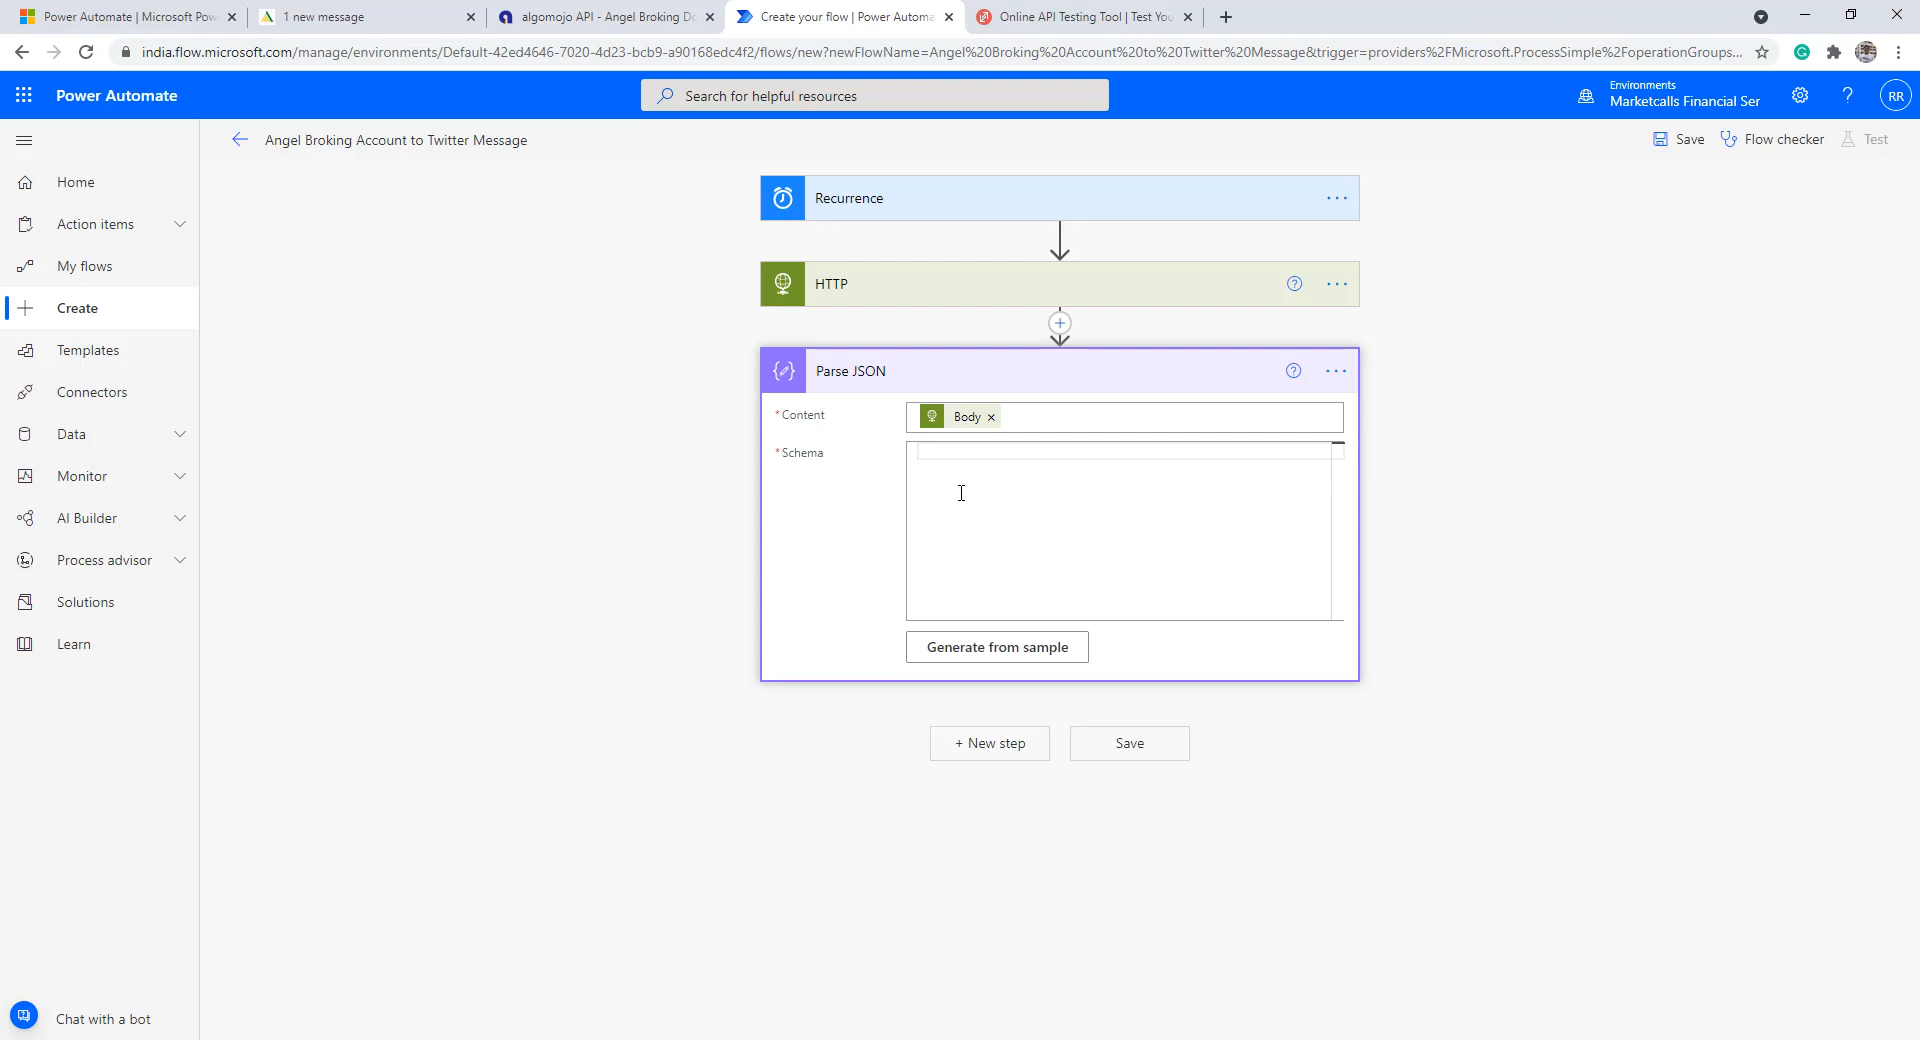 Power Automate | Microsoft Pow
1 new message
algomojo API - Angel Broking Do
Create your flow | Power Automa
Online API Testing Tool | Test You
india.flow.microsoft.com/manage/environments/Default-42ed4646-7020-4d23-bcb9-a90168edc4f2/flows/new?newFlowName=Angel%20Broking%20Account%20to%20Twitter%20Message&trigger=providers%2FMicrosoft.ProcessSimple%2FoperationGroups...
Power Automate
Search for helpful resources
Environments
Marketcalls Financial Ser
RR
Angel Broking Account to Twitter Message
Save
Flow checker
Test
Home
Action items
My flows
Create
Templates
Connectors
Data
Monitor
AI Builder
Process advisor
Solutions
Learn
Chat with a bot
Recurrence
HTTP
Parse JSON
*Content
Body
*Schema
Generate from sample
+ New step
Save